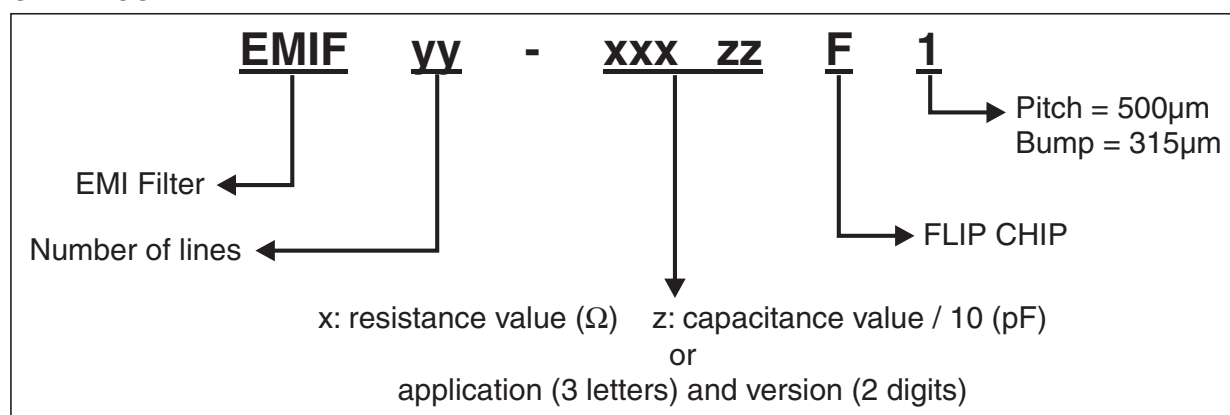 EMIF yy - xxx zz F 1
Pitch = 500µm
Bump = 315µm
EMI Filter
FLIP CHIP
Number of lines
x: resistance value (Ω) z: capacitance value / 10 (pF)
or
application (3 letters) and version (2 digits)